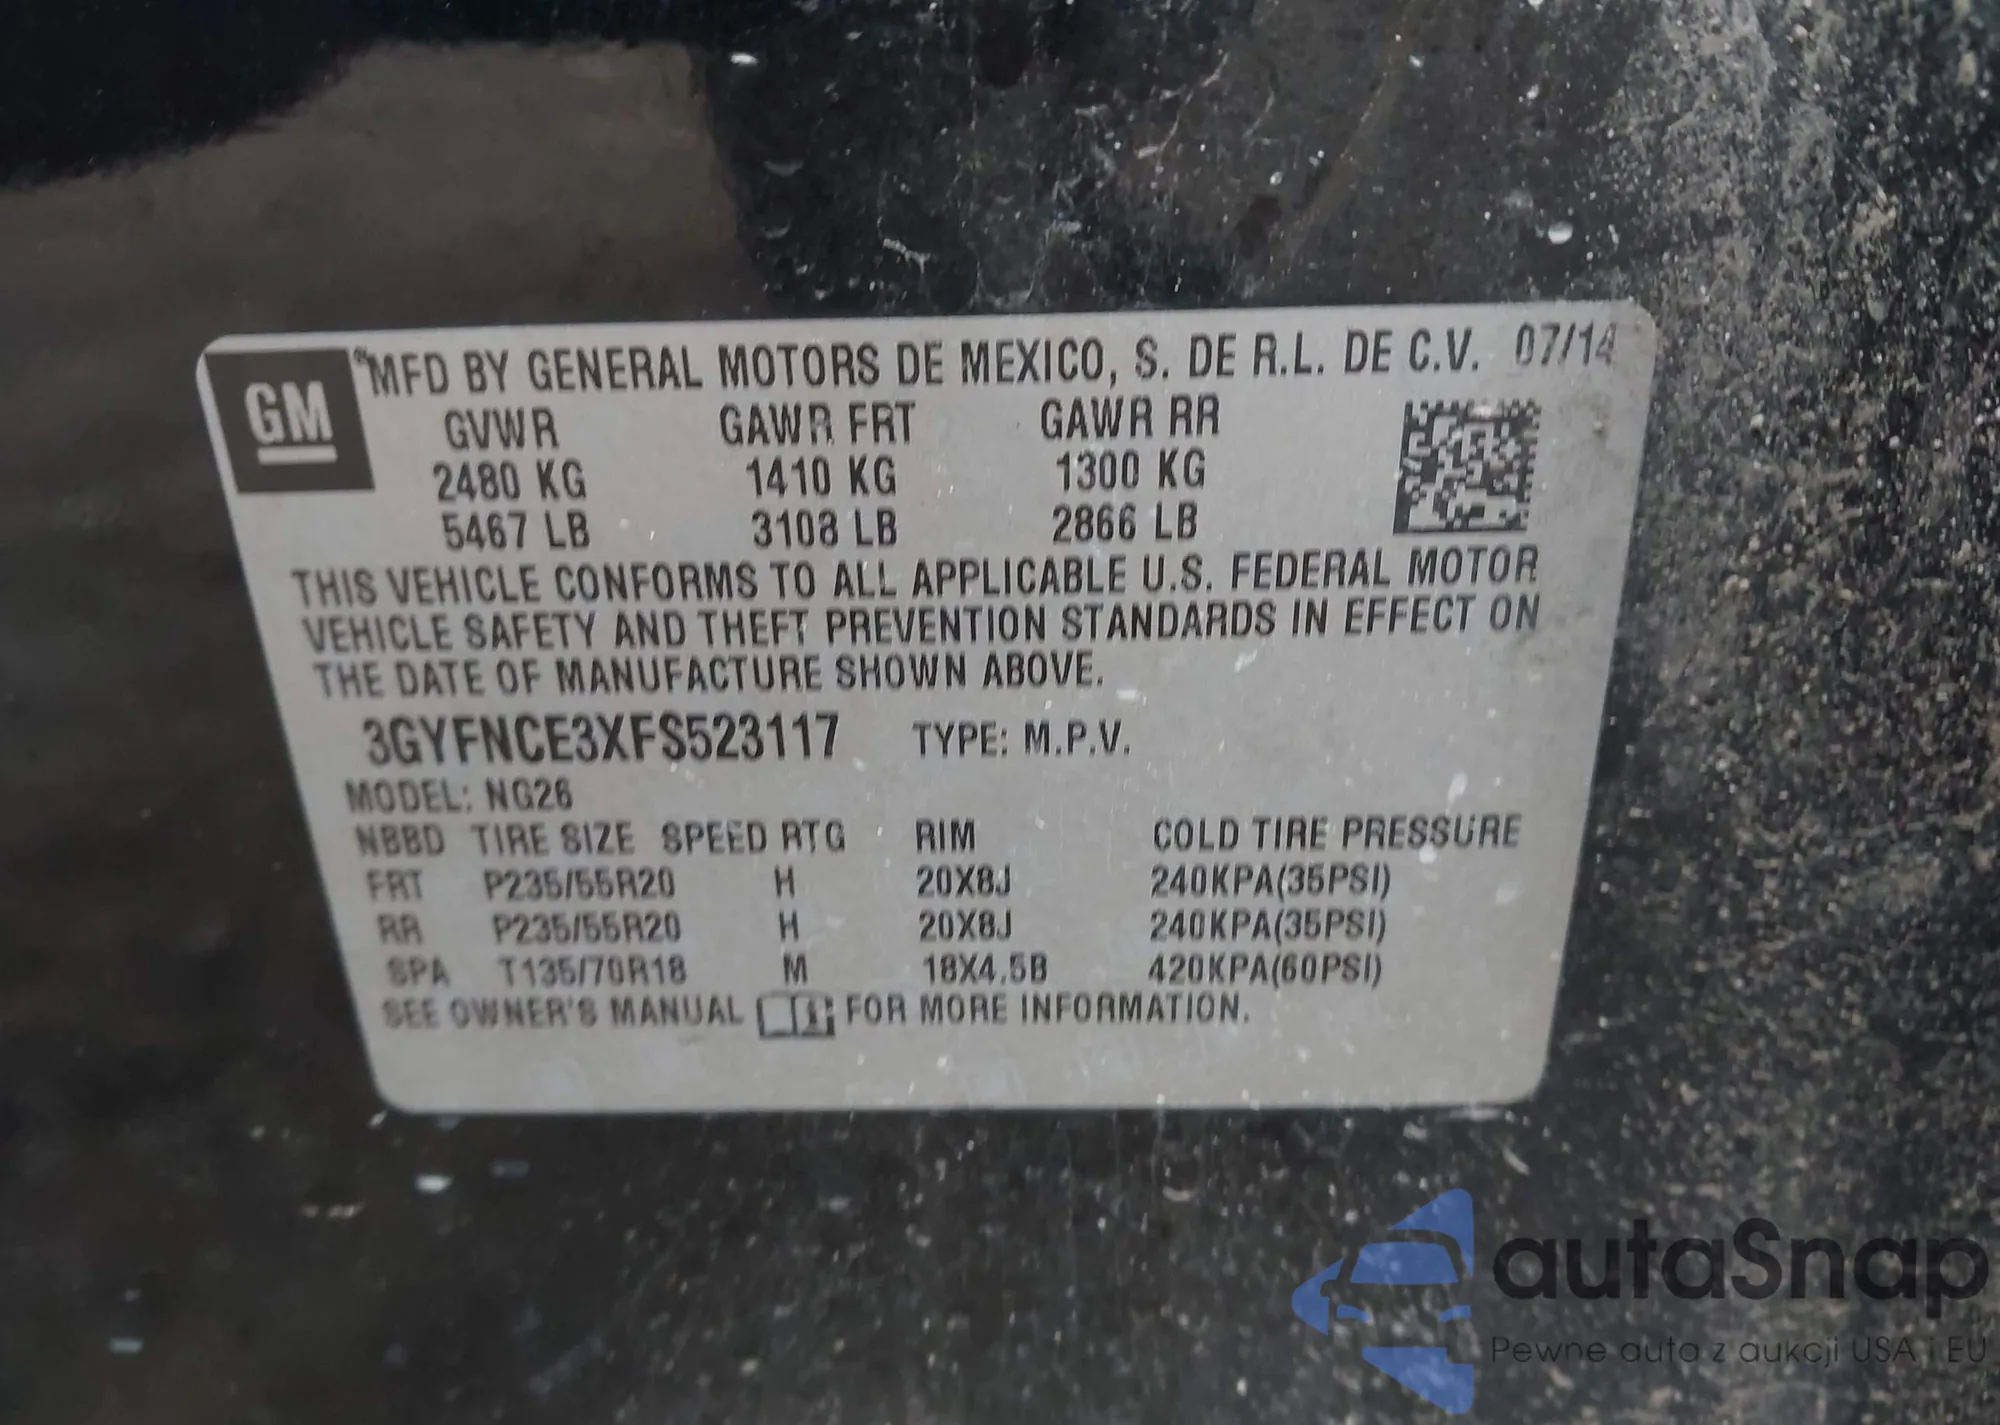 GM
®MFD BY GENERAL MOTORS DE MEXICO, S. DE R.L. DE C.V. 07/14
GVWR GAWR FRT GAWR RR
2480 KG 1410 KG 1300 KG
5467 LB 3108 LB 2866 LB
THIS VEHICLE CONFORMS TO ALL APPLICABLE U.S. FEDERAL MOTOR
VEHICLE SAFETY AND THEFT PREVENTION STANDARDS IN EFFECT ON
THE DATE OF MANUFACTURE SHOWN ABOVE.
3GYFNCE3XFS523117 TYPE: M.P.V.
MODEL: NG26
NBBD TIRE SIZE SPEED RTG RIM COLD TIRE PRESSURE
FRT P235/55R20 H 20X8J 240KPA(35PSI)
RR P235/55R20 H 20X8J 240KPA(35PSI)
SPA T135/70R18 M 18X4.5B 420KPA(60PSI)
SEE OWNER'S MANUAL FOR MORE INFORMATION.
autaSnap
Pewne auta z aukcji USA i EU